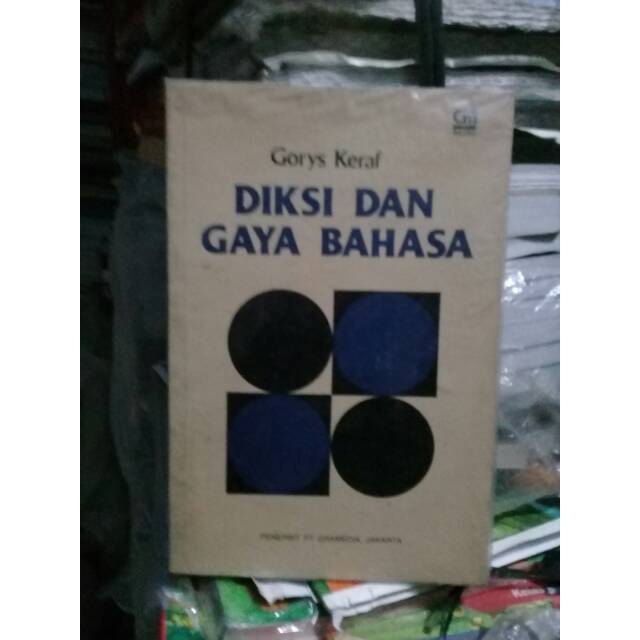 Gorys Keraf
DIKSI DAN
GAYA BAHASA
PENERBIT PT GRAMEDIA, JAKARTA